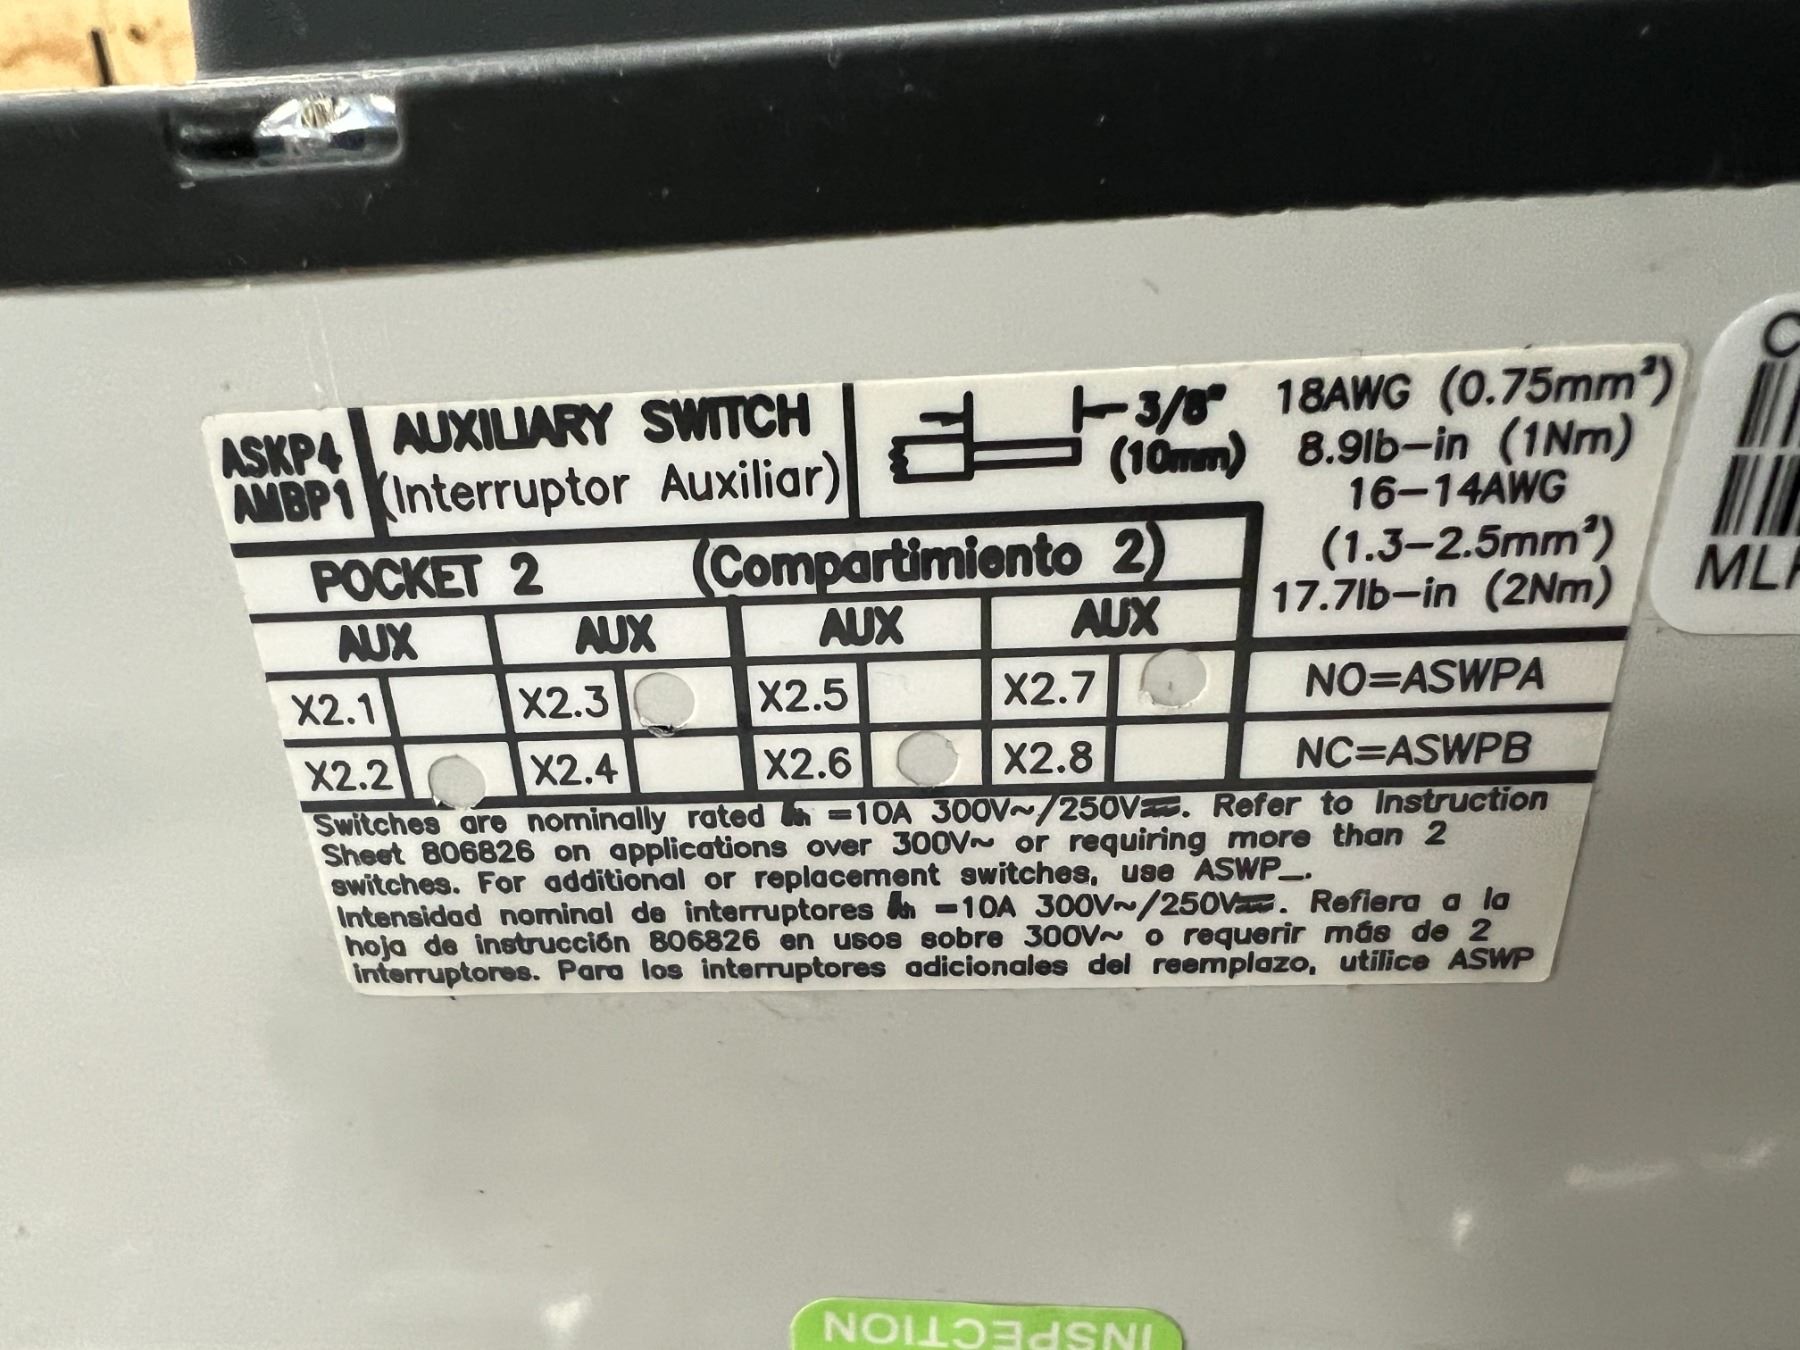 ASKP4
AMBP1
AUXILIARY SWITCH
(Interruptor Auxiliar)
3/8"
(10mm)
18AWG (0.75mm²)
8.9lb-in (1Nm)
16-14AWG
(1.3-2.5mm²)
17.7lb-in (2Nm)
POCKET 2 (Compartimiento 2)
AUX AUX AUX AUX
X2.1 X2.3 X2.5 X2.7 NO=ASWPA
X2.2 X2.4 X2.6 X2.8 NC=ASWPB
Switches are nominally rated Ith =10A 300V~/250V⎓. Refer to Instruction
Sheet 806826 on applications over 300V~ or requiring more than 2
switches. For additional or replacement switches, use ASWP_.
Intensidad nominal de interruptores Ith =10A 300V~/250V⎓. Refiera a la
hoja de instrucción 806826 en usos sobre 300V~ o requerir más de 2
interruptores. Para los interruptores adicionales del reemplazo, utilice ASWP
INSPECTION